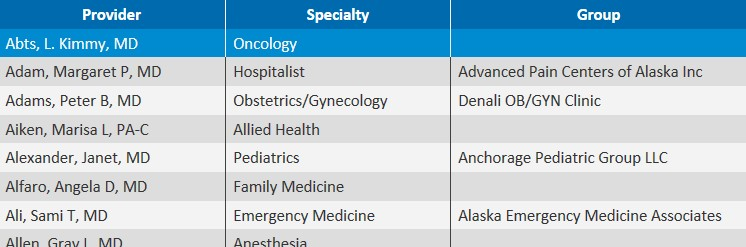 Provider Specialty Group
Abts, L. Kimmy, MD Oncology
Adam, Margaret P, MD Hospitalist Advanced Pain Centers of Alaska Inc
Adams, Peter B, MD Obstetrics/Gynecology Denali OB/GYN Clinic
Aiken, Marisa L, PA-C Allied Health
Alexander, Janet, MD Pediatrics Anchorage Pediatric Group LLC
Alfaro, Angela D, MD Family Medicine
Ali, Sami T, MD Emergency Medicine Alaska Emergency Medicine Associates
Allen, Gray L, MD Anesthesia